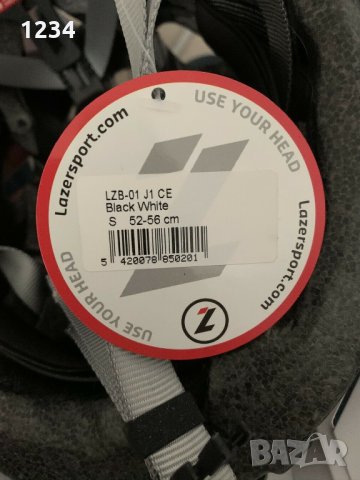 1234
USE YOUR HEAD
Lazersport.com
LZB-01 J1 CE
Black White
S 52-56 cm
5 420078 850201
USE YOUR HEAD
Lazersport.com
Z
BAZAR